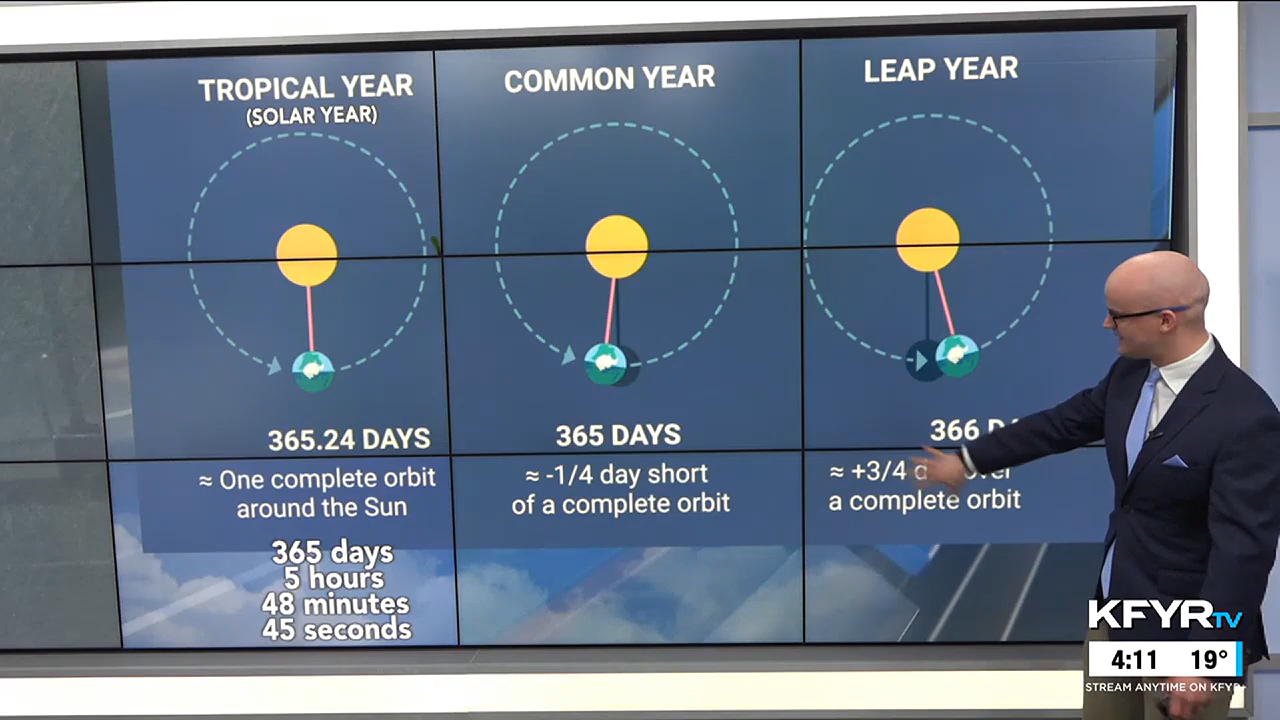 TROPICAL YEAR
(SOLAR YEAR)
365.24 DAYS
≈ One complete orbit
around the Sun
365 days
5 hours
48 minutes
45 seconds
COMMON YEAR
365 DAYS
≈ -1/4 day short
of a complete orbit
LEAP YEAR
366
≈ +3/4
a complete orbit
KFYR TV
4:11 19°
STREAM ANYTIME ON KFYR+